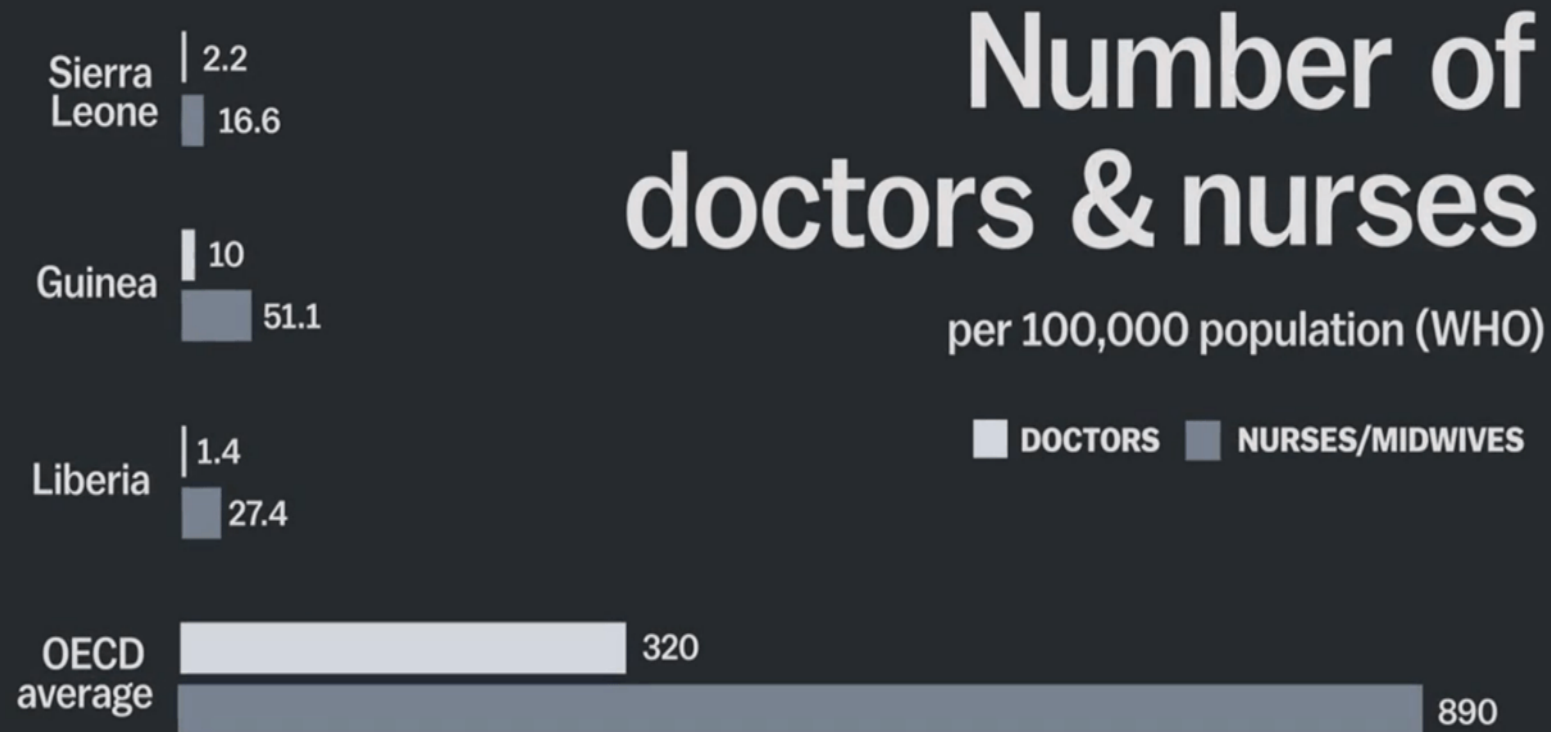 Number of
doctors & nurses
per 100,000 population (WHO)
DOCTORS NURSES/MIDWIVES
Sierra
Leone
2.2
16.6
Guinea
10
51.1
Liberia
1.4
27.4
OECD
average
320
890